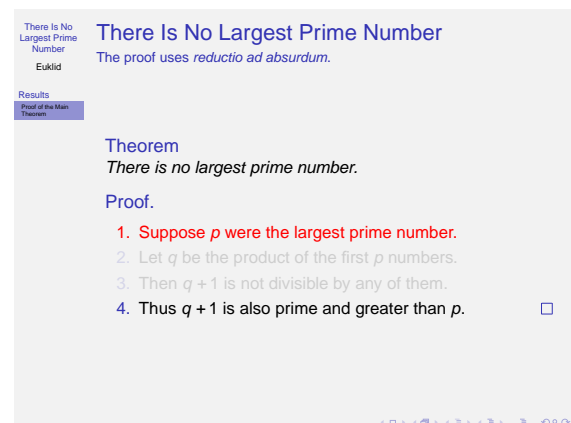 There Is No
Largest Prime
Number
Euklid
Results
Proof of the Main
Theorem
There Is No Largest Prime Number
The proof uses reductio ad absurdum.
Theorem
There is no largest prime number.
Proof.
1. Suppose p were the largest prime number.
2. Let q be the product of the first p numbers.
3. Then q + 1 is not divisible by any of them.
4. Thus q + 1 is also prime and greater than p.